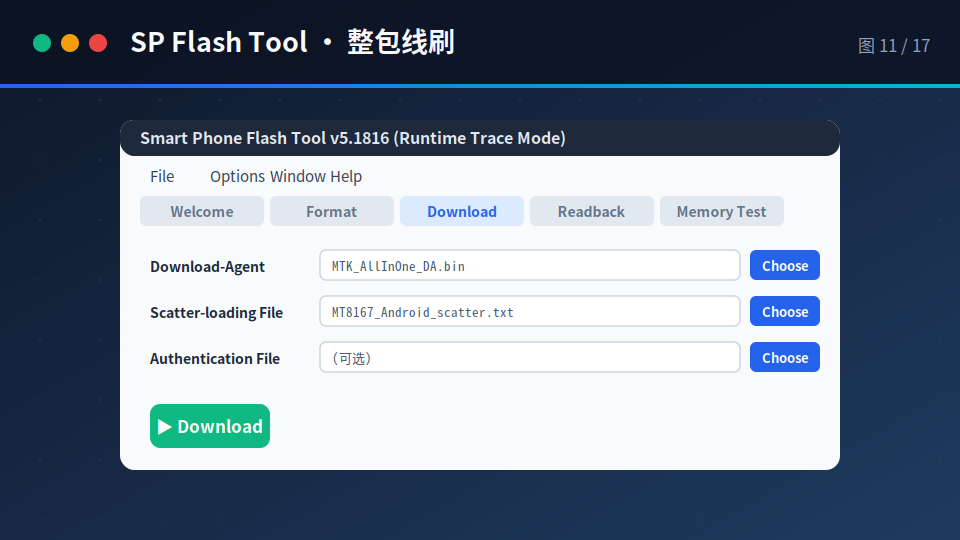 SP Flash Tool · 整包线刷
图 11 / 17
Smart Phone Flash Tool v5.1816 (Runtime Trace Mode)
File Options Window Help
Welcome Format Download Readback Memory Test
Download-Agent MTK_AllInOne_DA.bin Choose
Scatter-loading File MT8167_Android_scatter.txt Choose
Authentication File (可选) Choose
▶ Download